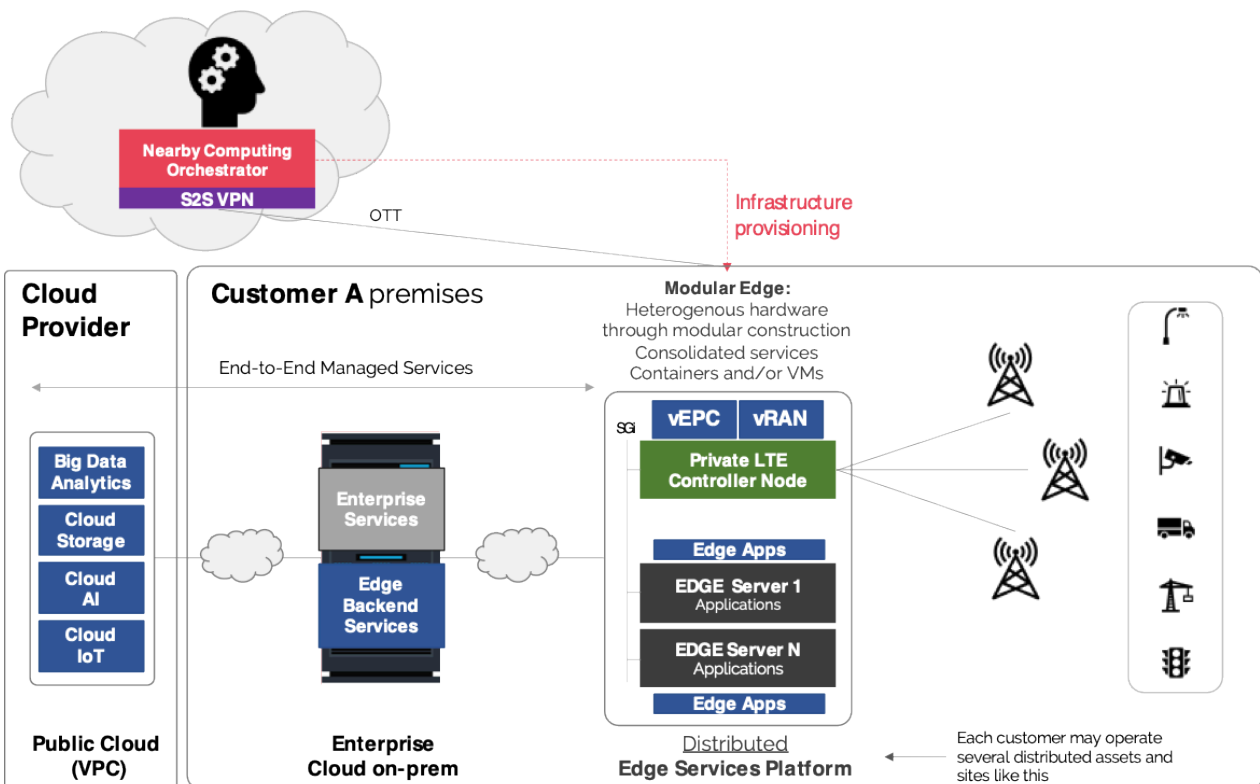 Nearby Computing
Orchestrator
S2S VPN
OTT
Infrastructure
provisioning
Cloud
Provider
Customer A premises
Modular Edge:
Heterogenous hardware
through modular construction
Consolidated services
Containers and/or VMs
End-to-End Managed Services
Big Data
Analytics
Cloud
Storage
Cloud
AI
Cloud
IoT
Public Cloud
(VPC)
Enterprise
Services
Edge
Backend
Services
Enterprise
Cloud on-prem
SGi
vEPC
vRAN
Private LTE
Controller Node
Edge Apps
EDGE Server 1
Applications
EDGE Server N
Applications
Edge Apps
Distributed
Edge Services Platform
Each customer may operate
several distributed assets and
sites like this